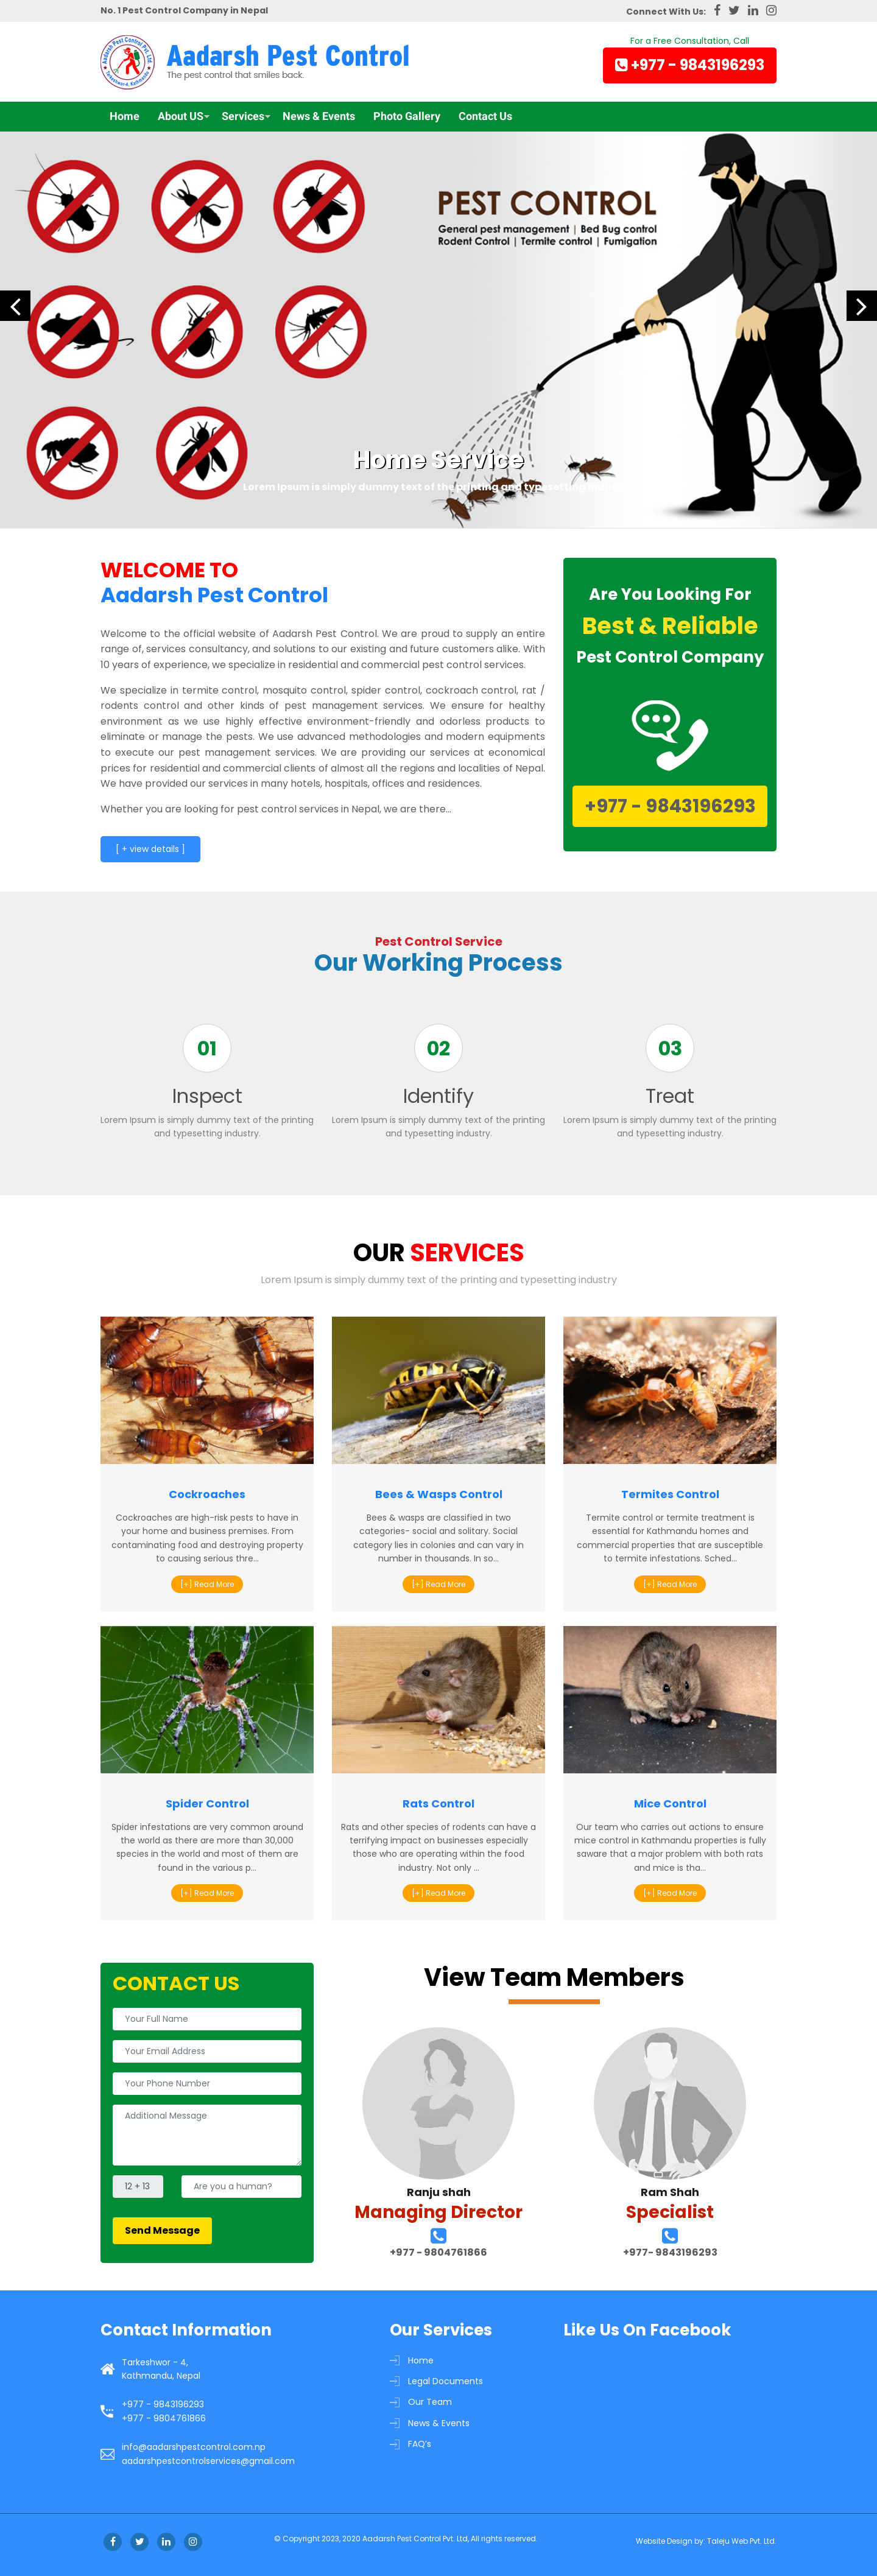 No. 1 Pest Control Company in Nepal
Connect With Us:
Aadarsh Pest Control
The pest control that smiles back.
For a Free Consultation, Call
+977 - 9843196293
Home
About US
Services
News & Events
Photo Gallery
Contact Us
PEST CONTROL
General pest management | Bed Bug control
Rodent Control | Termite control | Fumigation
Home Service
Lorem Ipsum is simply dummy text of the printing and typesetting
WELCOME TO
Aadarsh Pest Control
Welcome to the official website of Aadarsh Pest Control. We are proud to supply an entire
range of, services consultancy, and solutions to our existing and future customers alike. With
10 years of experience, we specialize in residential and commercial pest control services.
We specialize in termite control, mosquito control, spider control, cockroach control, rat /
rodents control and other kinds of pest management services. We ensure for healthy
environment as we use highly effective environment-friendly and odorless products to
eliminate or manage the pests. We use advanced methodologies and modern equipments
to execute our pest management services. We are providing our services at economical
prices for residential and commercial clients of almost all the regions and localities of Nepal.
We have provided our services in many hotels, hospitals, offices and residences.
Whether you are looking for pest control services in Nepal, we are there...
[ + view details ]
Are You Looking For
Best & Reliable
Pest Control Company
+977 - 9843196293
Pest Control Service
Our Working Process
01
Inspect
Lorem Ipsum is simply dummy text of the printing
and typesetting industry.
02
Identify
Lorem Ipsum is simply dummy text of the printing
and typesetting industry.
03
Treat
Lorem Ipsum is simply dummy text of the printing
and typesetting industry.
OUR SERVICES
Lorem Ipsum is simply dummy text of the printing and typesetting industry
Cockroaches
Cockroaches are high-risk pests to have in
your home and business premises. From
contaminating food and destroying property
to causing serious thre...
[+] Read More
Bees & Wasps Control
Bees & wasps are classified in two
categories- social and solitary. Social
category lies in colonies and can vary in
number in thousands. In so...
[+] Read More
Termites Control
Termite control or termite treatment is
essential for Kathmandu homes and
commercial properties that are susceptible
to termite infestations. Sched...
[+] Read More
Spider Control
Spider infestations are very common around
the world as there are more than 30,000
species in the world and most of them are
found in the various p...
[+] Read More
Rats Control
Rats and other species of rodents can have a
terrifying impact on businesses especially
those who are operating within the food
industry. Not only ...
[+] Read More
Mice Control
Our team who carries out actions to ensure
mice control in Kathmandu properties is fully
saware that a major problem with both rats
and mice is tha...
[+] Read More
CONTACT US
Your Full Name
Your Email Address
Your Phone Number
Additional Message
12 + 13
Are you a human?
Send Message
View Team Members
Ranju shah
Managing Director
+977 - 9804761866
Ram Shah
Specialist
+977- 9843196293
Contact Information
Tarkeshwor - 4,
Kathmandu, Nepal
+977 - 9843196293
+977 - 9804761866
info@aadarshpestcontrol.com.np
aadarshpestcontrolservices@gmail.com
Our Services
Home
Legal Documents
Our Team
News & Events
FAQ's
Like Us On Facebook
© Copyright 2023, 2020 Aadarsh Pest Control Pvt. Ltd, All rights reserved.
Website Design by: Taleju Web Pvt. Ltd.